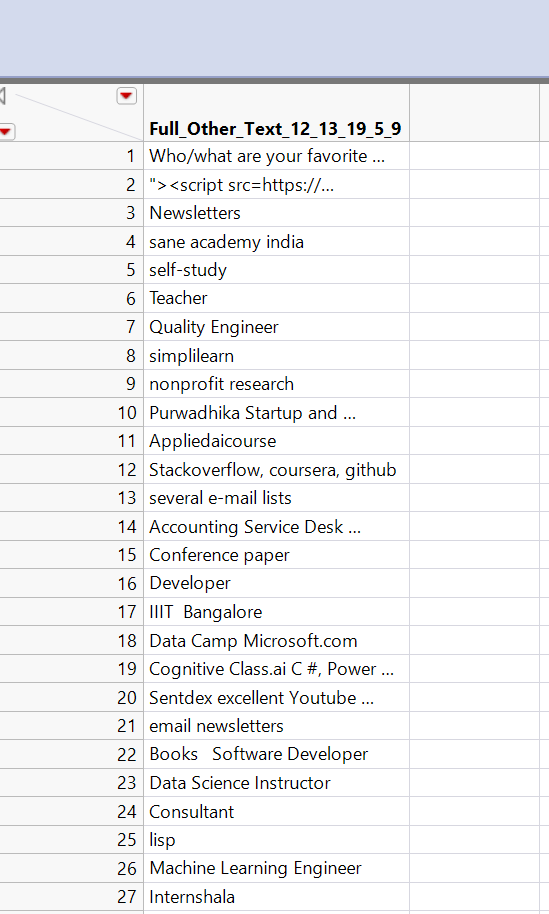 Full_Other_Text_12_13_19_5_9
1 Who/what are your favorite ...
2 "><script src=https://...
3 Newsletters
4 sane academy india
5 self-study
6 Teacher
7 Quality Engineer
8 simplilearn
9 nonprofit research
10 Purwadhika Startup and ...
11 Appliedaicourse
12 Stackoverflow, coursera, github
13 several e-mail lists
14 Accounting Service Desk ...
15 Conference paper
16 Developer
17 IIIT  Bangalore
18 Data Camp Microsoft.com
19 Cognitive Class.ai C #, Power ...
20 Sentdex excellent Youtube ...
21 email newsletters
22 Books   Software Developer
23 Data Science Instructor
24 Consultant
25 lisp
26 Machine Learning Engineer
27 Internshala